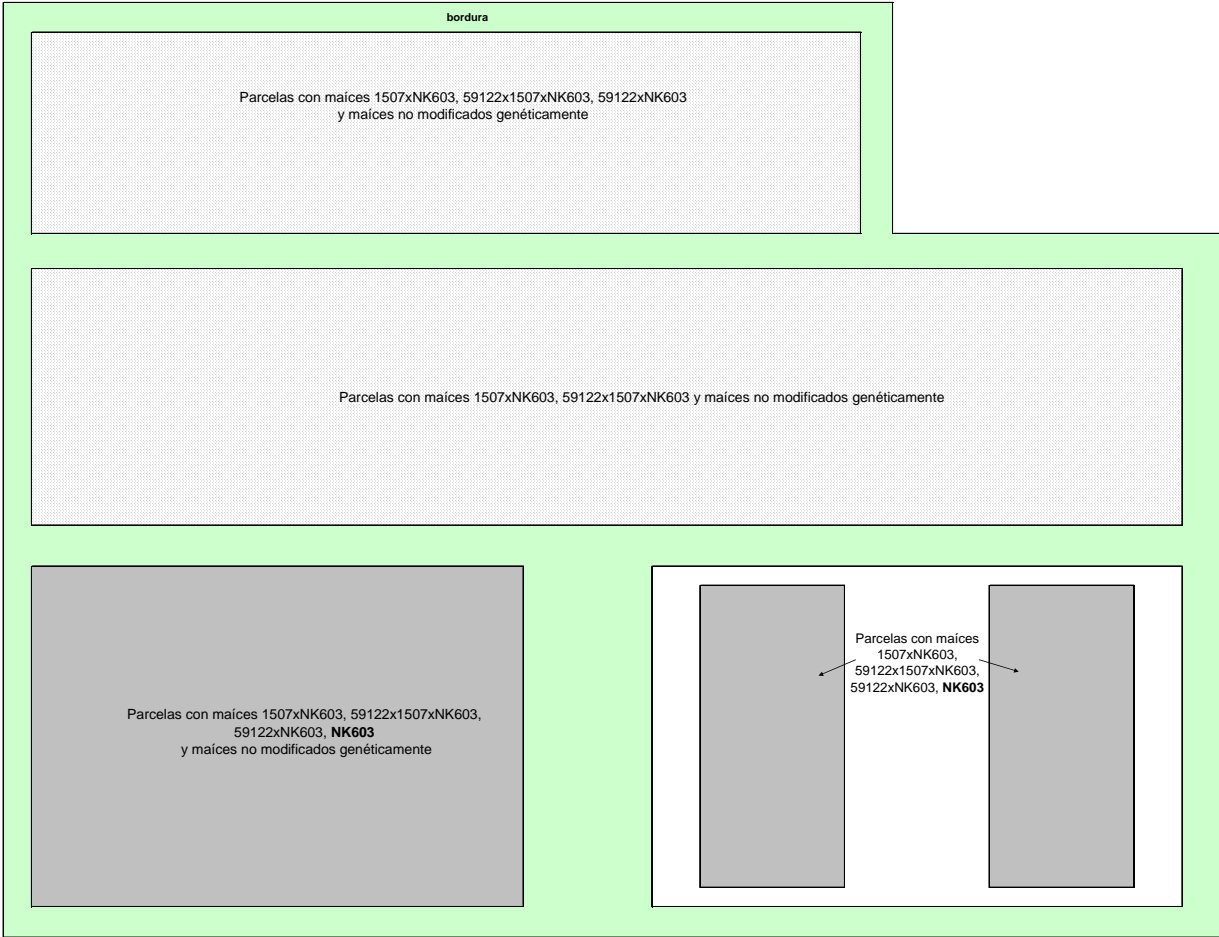 bordura
Parcelas con maíces 1507xNK603, 59122x1507xNK603, 59122xNK603
y maíces no modificados genéticamente
Parcelas con maíces 1507xNK603, 59122x1507xNK603 y maíces no modificados genéticamente
Parcelas con maíces
1507xNK603,
59122x1507xNK603,
59122xNK603, NK603
Parcelas con maíces 1507xNK603, 59122x1507xNK603,
59122xNK603, NK603
y maíces no modificados genéticamente